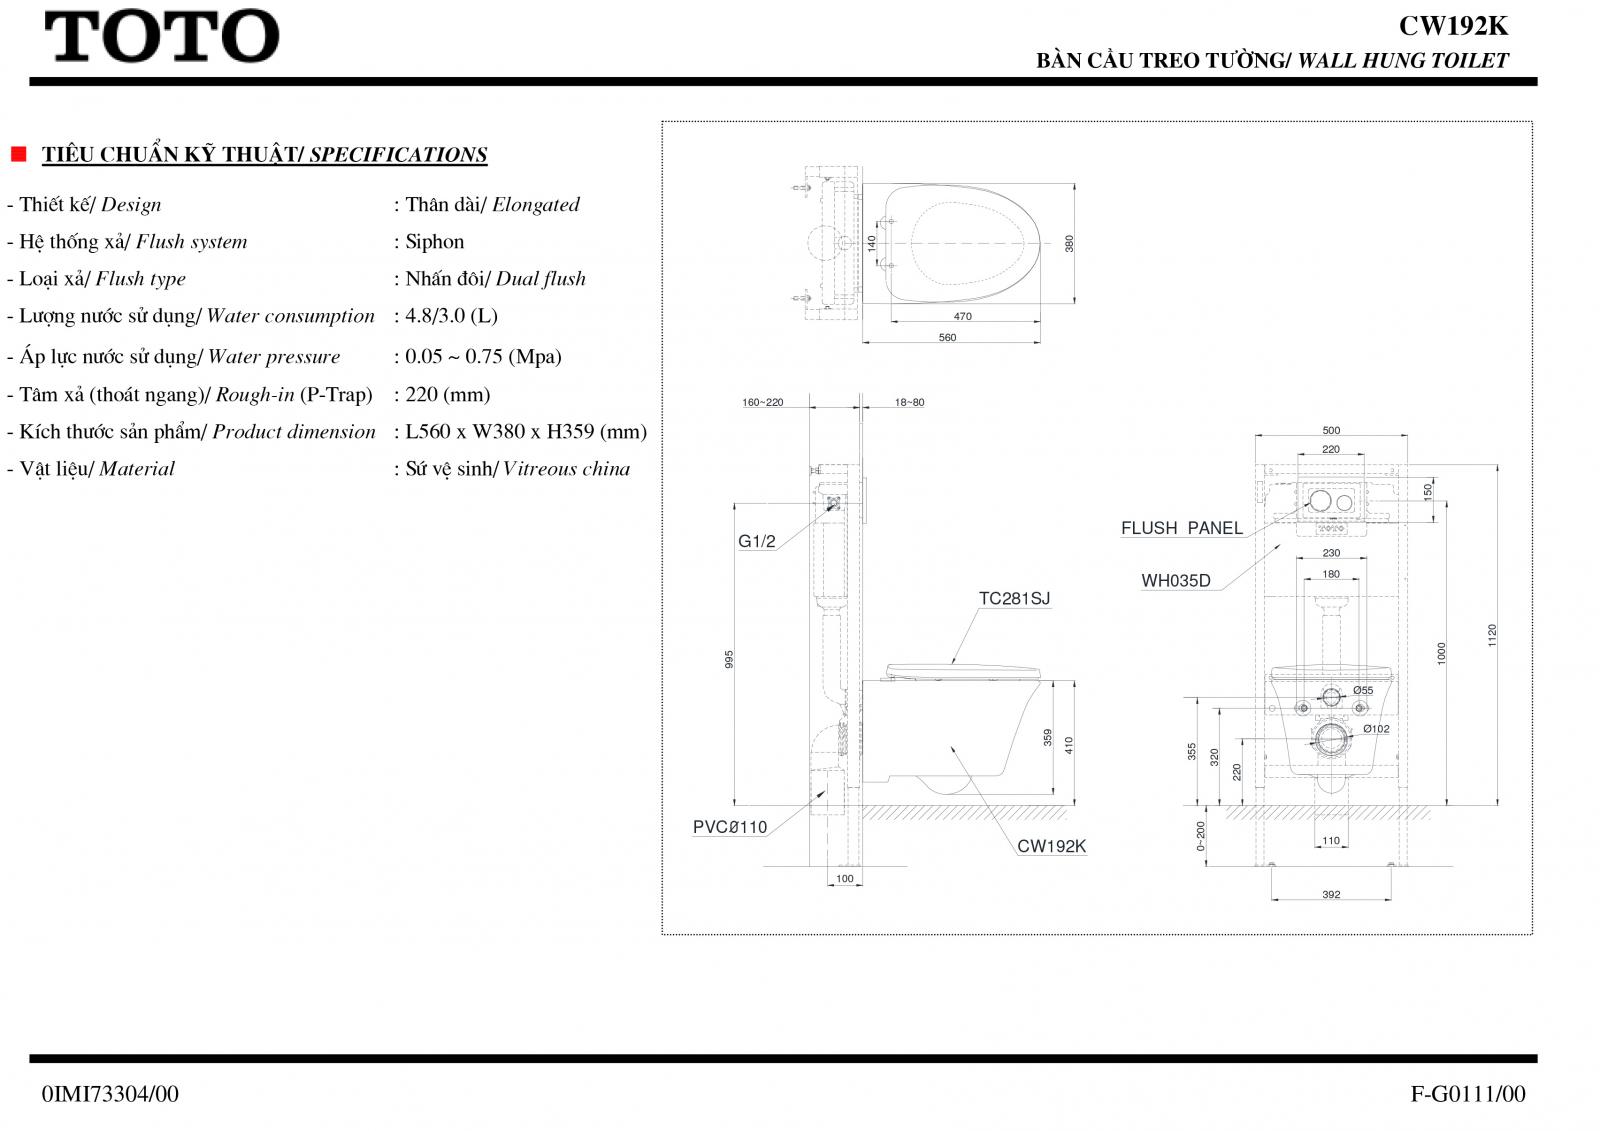 TOTO
CW192K
BÀN CẦU TREO TƯỜNG/ WALL HUNG TOILET
TIÊU CHUẨN KỸ THUẬT/ SPECIFICATIONS
- Thiết kế/ Design : Thân dài/ Elongated
- Hệ thống xả/ Flush system : Siphon
- Loại xả/ Flush type : Nhấn đôi/ Dual flush
- Lượng nước sử dụng/ Water consumption : 4.8/3.0 (L)
- Áp lực nước sử dụng/ Water pressure : 0.05 ~ 0.75 (Mpa)
- Tâm xả (thoát ngang)/ Rough-in (P-Trap) : 220 (mm)
- Kích thước sản phẩm/ Product dimension : L560 x W380 x H359 (mm)
- Vật liệu/ Material : Sứ vệ sinh/ Vitreous china
140
380
470
560
160~220
18~80
G1/2
TC281SJ
995
359
410
PVCØ110
CW192K
100
500
220
150
FLUSH PANEL
TOTO
230
WH035D
180
1000
1120
Ø55
Ø102
355
320
220
0~200
110
392
0IMI73304/00
F-G0111/00